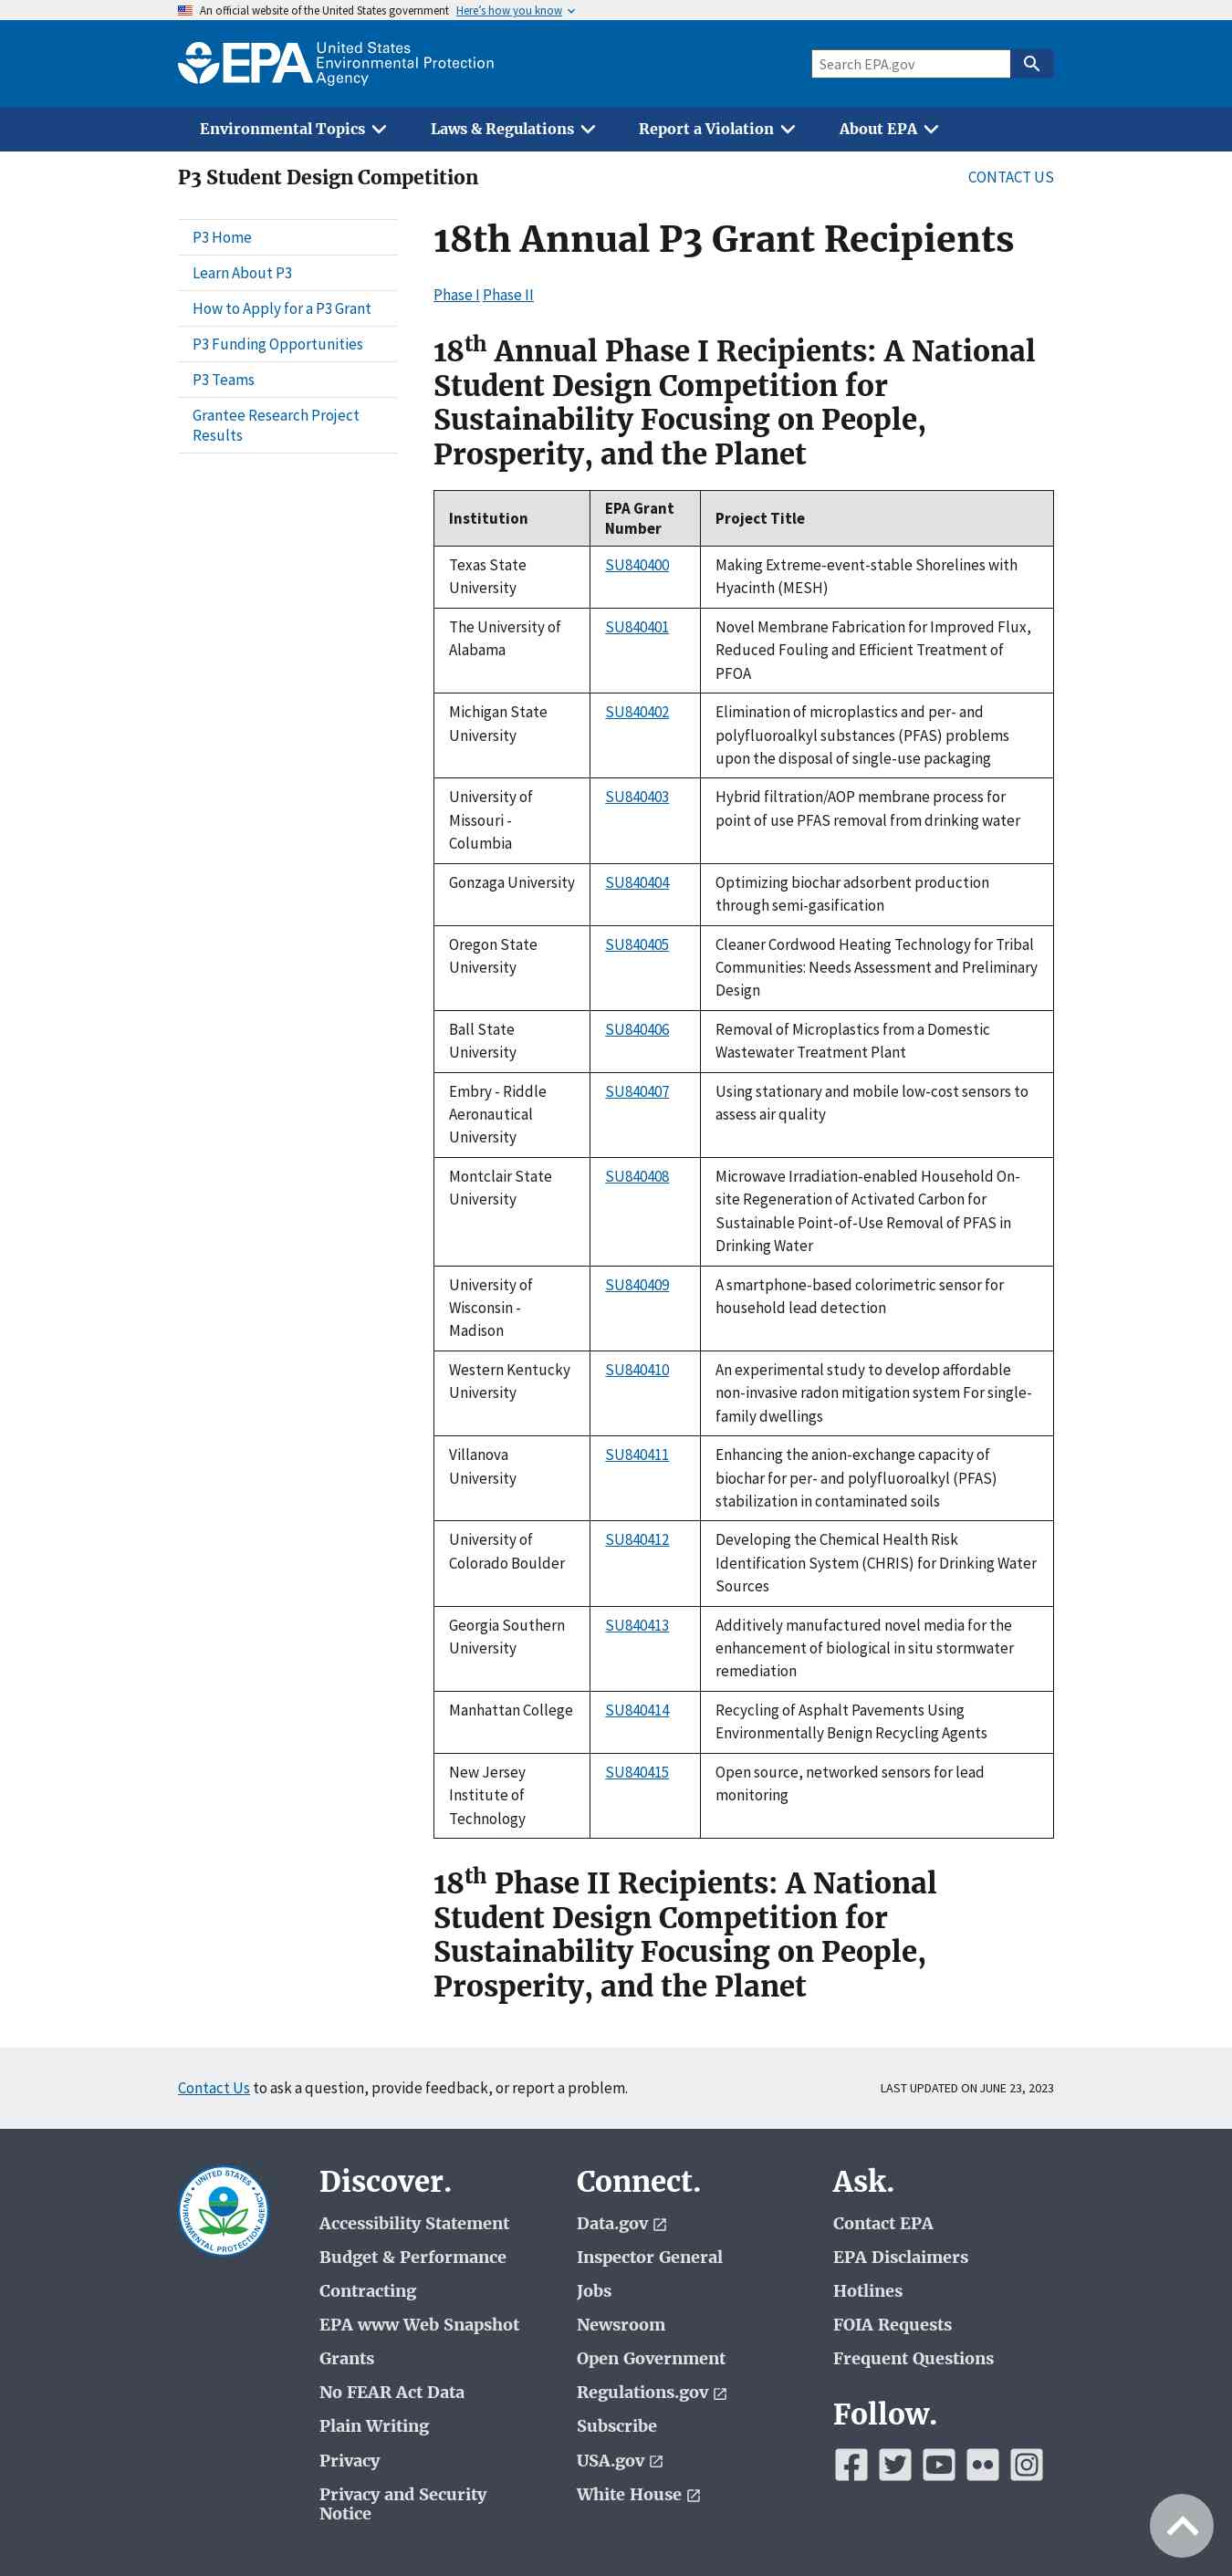 An official website of the United States government Here's how you know
EPA United States
Environmental Protection
Agency
Search EPA.gov
Environmental Topics Laws & Regulations Report a Violation About EPA
P3 Student Design Competition CONTACT US
P3 Home
Learn About P3
How to Apply for a P3 Grant
P3 Funding Opportunities
P3 Teams
Grantee Research Project
Results
18th Annual P3 Grant Recipients
Phase I Phase II
18th Annual Phase I Recipients: A National
Student Design Competition for
Sustainability Focusing on People,
Prosperity, and the Planet
Institution EPA Grant Number Project Title
Texas State University SU840400 Making Extreme-event-stable Shorelines with
Hyacinth (MESH)
The University of Alabama SU840401 Novel Membrane Fabrication for Improved Flux,
Reduced Fouling and Efficient Treatment of
PFOA
Michigan State University SU840402 Elimination of microplastics and per- and
polyfluoroalkyl substances (PFAS) problems
upon the disposal of single-use packaging
University of Missouri - Columbia SU840403 Hybrid filtration/AOP membrane process for
point of use PFAS removal from drinking water
Gonzaga University SU840404 Optimizing biochar adsorbent production
through semi-gasification
Oregon State University SU840405 Cleaner Cordwood Heating Technology for Tribal
Communities: Needs Assessment and Preliminary
Design
Ball State University SU840406 Removal of Microplastics from a Domestic
Wastewater Treatment Plant
Embry - Riddle Aeronautical University SU840407 Using stationary and mobile low-cost sensors to
assess air quality
Montclair State University SU840408 Microwave Irradiation-enabled Household On-
site Regeneration of Activated Carbon for
Sustainable Point-of-Use Removal of PFAS in
Drinking Water
University of Wisconsin - Madison SU840409 A smartphone-based colorimetric sensor for
household lead detection
Western Kentucky University SU840410 An experimental study to develop affordable
non-invasive radon mitigation system For single-
family dwellings
Villanova University SU840411 Enhancing the anion-exchange capacity of
biochar for per- and polyfluoroalkyl (PFAS)
stabilization in contaminated soils
University of Colorado Boulder SU840412 Developing the Chemical Health Risk
Identification System (CHRIS) for Drinking Water
Sources
Georgia Southern University SU840413 Additively manufactured novel media for the
enhancement of biological in situ stormwater
remediation
Manhattan College SU840414 Recycling of Asphalt Pavements Using
Environmentally Benign Recycling Agents
New Jersey Institute of Technology SU840415 Open source, networked sensors for lead
monitoring
18th Phase II Recipients: A National
Student Design Competition for
Sustainability Focusing on People,
Prosperity, and the Planet
Contact Us to ask a question, provide feedback, or report a problem. LAST UPDATED ON JUNE 23, 2023
UNITED STATES ENVIRONMENTAL PROTECTION AGENCY
Discover.
Accessibility Statement
Budget & Performance
Contracting
EPA www Web Snapshot
Grants
No FEAR Act Data
Plain Writing
Privacy
Privacy and Security
Notice
Connect.
Data.gov
Inspector General
Jobs
Newsroom
Open Government
Regulations.gov
Subscribe
USA.gov
White House
Ask.
Contact EPA
EPA Disclaimers
Hotlines
FOIA Requests
Frequent Questions
Follow.